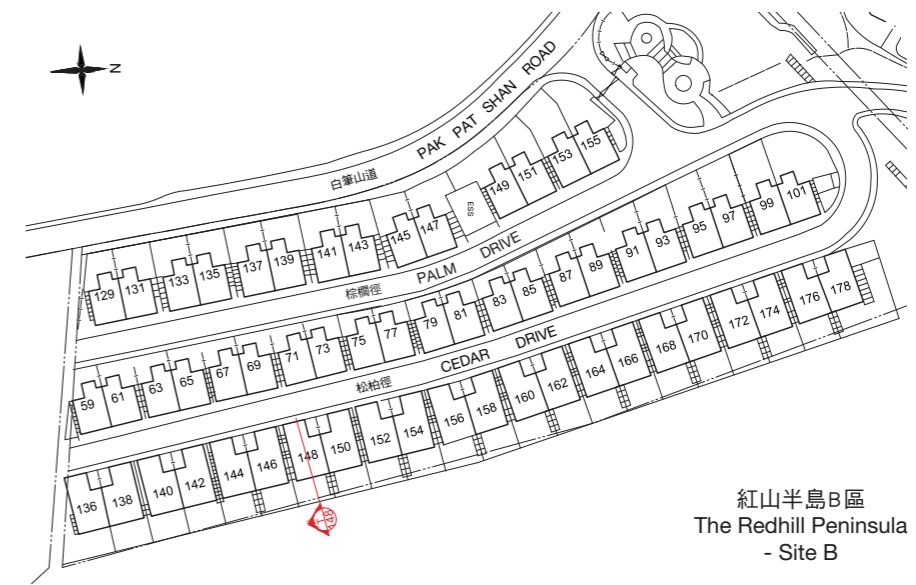 N
白筆山道
PAK PAT SHAN ROAD
149 151 153 155
ESS
129 131 133 135 137 139 141 143 145 147
棕櫚徑
PALM DRIVE
59 61 63 65 67 69 71 73 75 77 79 81 83 85 87 89 91 93 95 97 99 101
松柏徑
CEDAR DRIVE
136 138 140 142 144 146 148 150 152 154 156 158 160 162 164 166 168 170 172 174 176 178
紅山半島B區
The Redhill Peninsula
- Site B